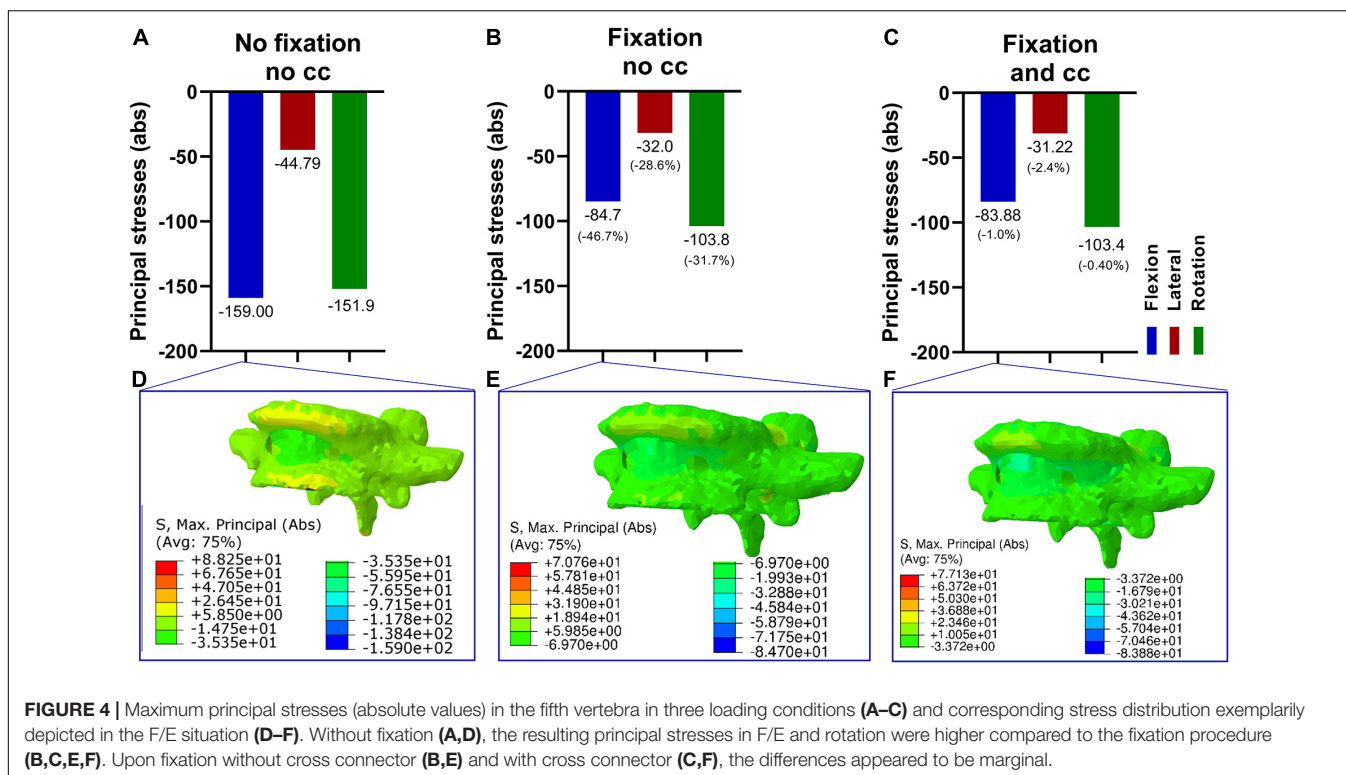 A
No fixation
no cc
Principal stresses (abs)
0
-50
-100
-150
-200
-159.00
-44.79
-151.9
B
Fixation
no cc
Principal stresses (abs)
0
-50
-100
-150
-200
-84.7
(-46.7%)
-32.0
(-28.6%)
-103.8
(-31.7%)
C
Fixation
and cc
Principal stresses (abs)
0
-50
-100
-150
-200
-83.88
(-1.0%)
-31.22
(-2.4%)
-103.4
(-0.40%)
Flexion
Lateral
Rotation
D
S, Max. Principal (Abs)
(Avg: 75%)
+8.825e+01
+6.765e+01
+4.705e+01
+2.645e+01
+5.850e+00
-1.475e+01
-3.535e+01
-3.535e+01
-5.595e+01
-7.655e+01
-9.715e+01
-1.178e+02
-1.384e+02
-1.590e+02
E
S, Max. Principal (Abs)
(Avg: 75%)
+7.076e+01
+5.781e+01
+4.485e+01
+3.190e+01
+1.894e+01
+5.985e+00
-6.970e+00
-6.970e+00
-1.993e+01
-3.288e+01
-4.584e+01
-5.879e+01
-7.175e+01
-8.470e+01
F
S, Max. Principal (Abs)
(Avg: 75%)
+7.713e+01
+6.372e+01
+5.030e+01
+3.688e+01
+2.346e+01
+1.005e+01
-3.372e+00
-3.372e+00
-1.679e+01
-3.021e+01
-4.362e+01
-5.704e+01
-7.046e+01
-8.388e+01
FIGURE 4 | Maximum principal stresses (absolute values) in the fifth vertebra in three loading conditions (A–C) and corresponding stress distribution exemplarily
depicted in the F/E situation (D–F). Without fixation (A,D), the resulting principal stresses in F/E and rotation were higher compared to the fixation procedure
(B,C,E,F). Upon fixation without cross connector (B,E) and with cross connector (C,F), the differences appeared to be marginal.